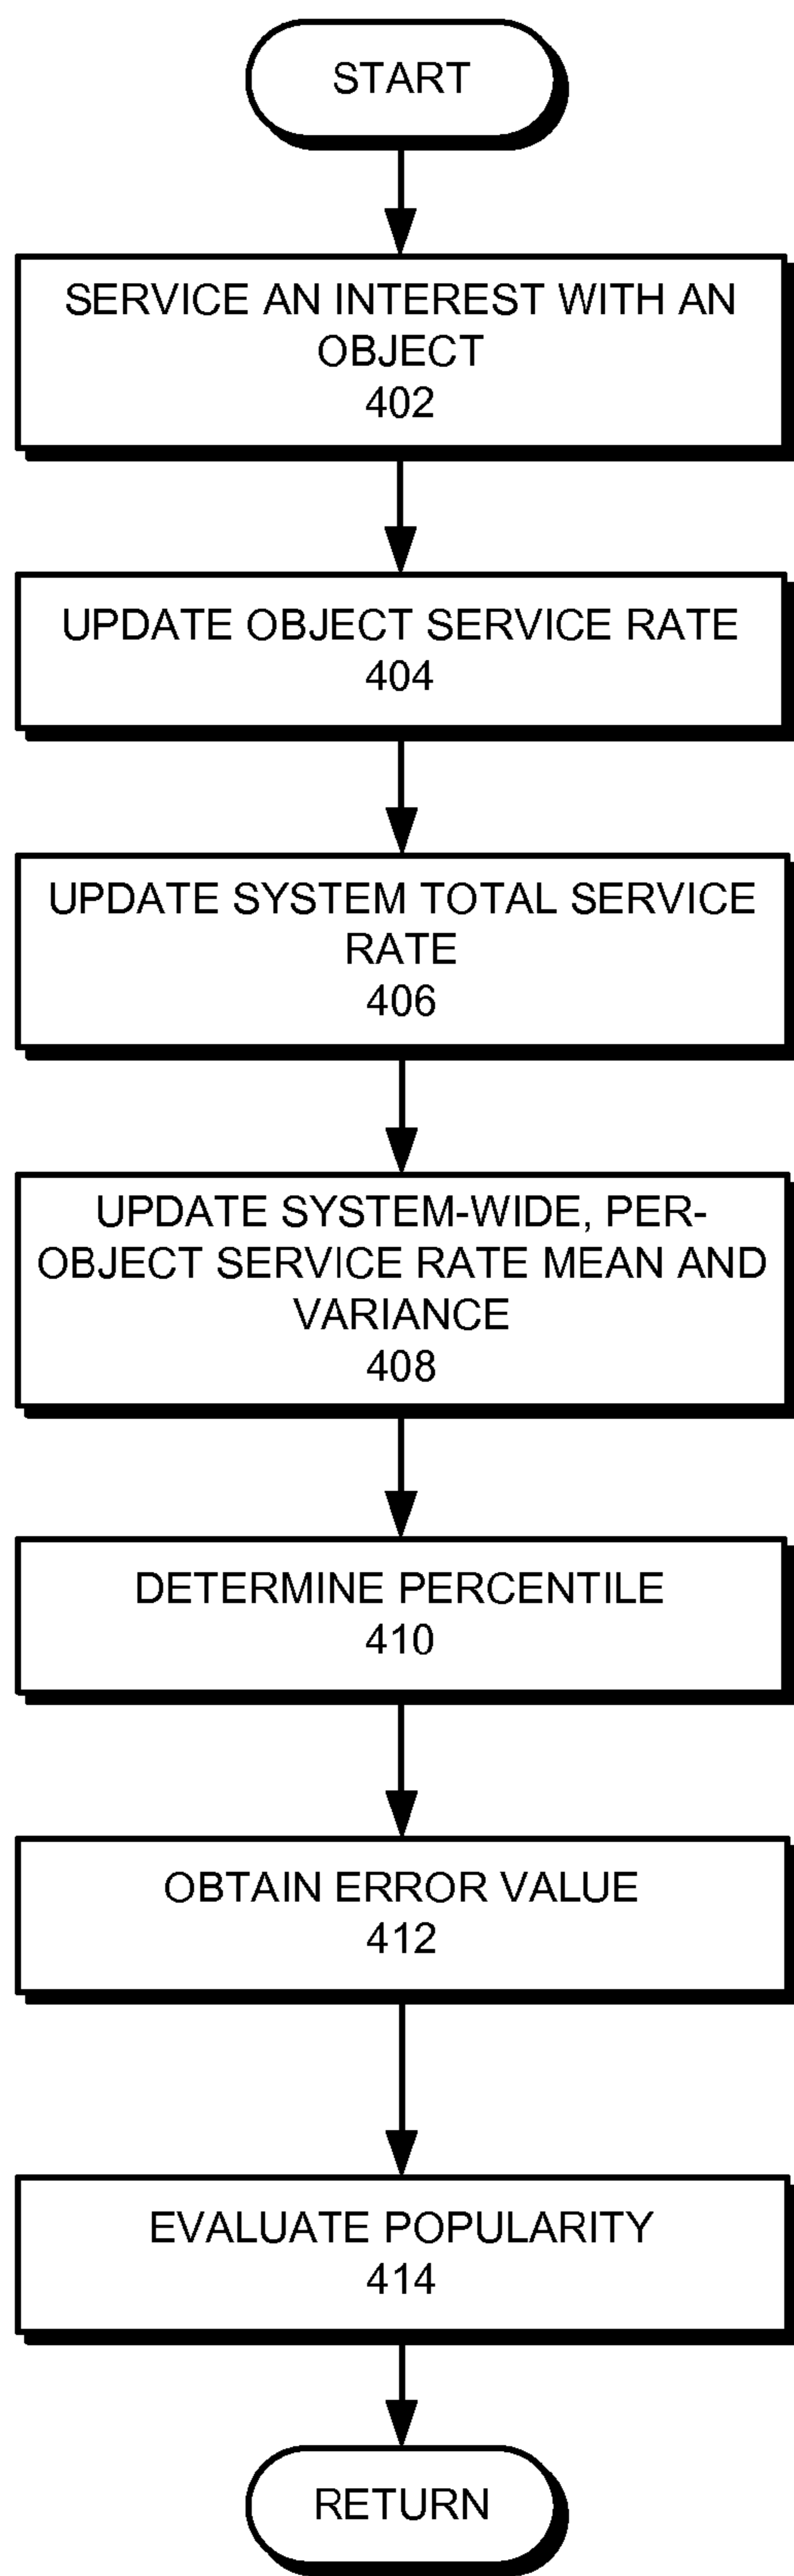 START
SERVICE AN INTEREST WITH AN
OBJECT
402
UPDATE OBJECT SERVICE RATE
404
UPDATE SYSTEM TOTAL SERVICE
RATE
406
UPDATE SYSTEM-WIDE, PER-
OBJECT SERVICE RATE MEAN AND
VARIANCE
408
DETERMINE PERCENTILE
410
OBTAIN ERROR VALUE
412
EVALUATE POPULARITY
414
RETURN